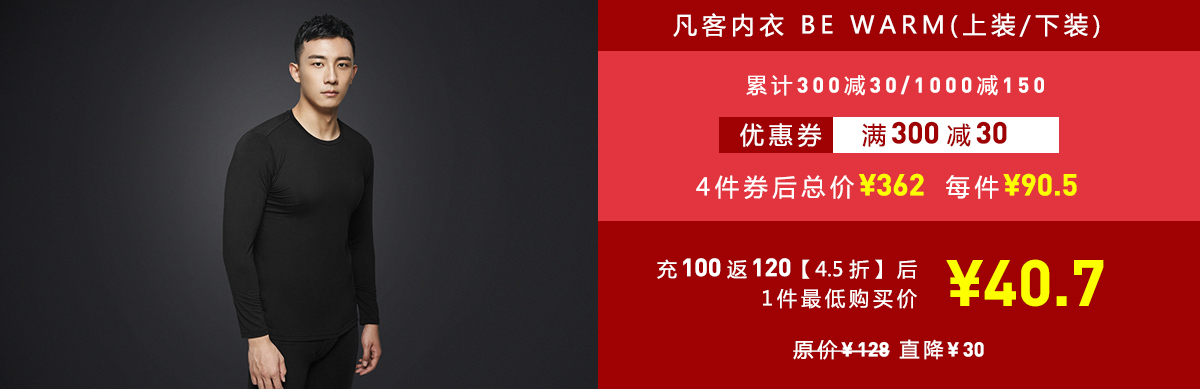 凡客内衣 BE WARM(上装/下装)
累计300减30/1000减150
优惠券 满300减30
4件券后总价¥362 每件¥90.5
充100返120【4.5折】后
1件最低购买价
¥40.7
原价¥128 直降¥30